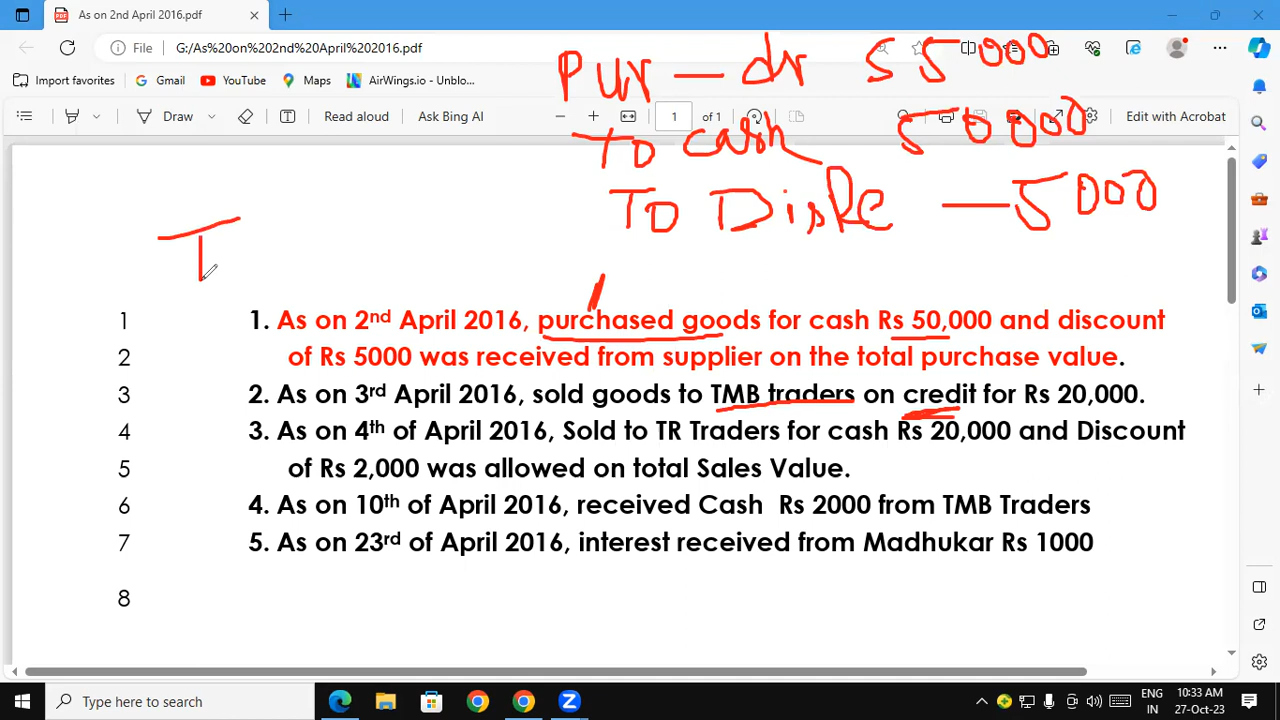 As on 2nd April 2016.pdf
File G:/As%20on%202nd%20April%202016.pdf
Import favorites Gmail YouTube Maps AirWings.io - Unblo...
Draw Read aloud Ask Bing 1 of 1 Edit with Acrobat
Pur — dr 55000
To cash 50000
To Disk — 5000
T
1 1. As on 2nd April 2016, purchased goods for cash Rs 50,000 and discount
2 of Rs 5000 was received from supplier on the total purchase value.
3 2. As on 3rd April 2016, sold goods to TMB traders on credit for Rs 20,000.
4 3. As on 4th of April 2016, Sold to TR Traders for cash Rs 20,000 and Discount
5 of Rs 2,000 was allowed on total Sales Value.
6 4. As on 10th of April 2016, received Cash Rs 2000 from TMB Traders
7 5. As on 23rd of April 2016, interest received from Madhukar Rs 1000
8
Type here to search
ENG
IN
10:33 AM
27-Oct-23